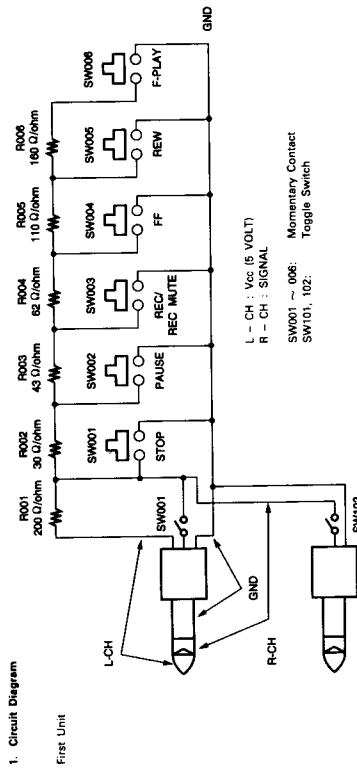 1. Circuit Diagram
First Unit
R001
200 Ω/ohm
R002
30 Ω/ohm
R003
43 Ω/ohm
R004
62 Ω/ohm
R005
110 Ω/ohm
R006
160 Ω/ohm
SW001
STOP
SW002
PAUSE
SW003
REC/
REC MUTE
SW004
FF
SW005
REW
SW006
F-PLAY
GND
L-CH
SW001
GND
R-CH
L – CH : Vcc (5 VOLT)
R – CH : SIGNAL
SW001 ~ 006: Momentary Contact
SW101, 102: Toggle Switch